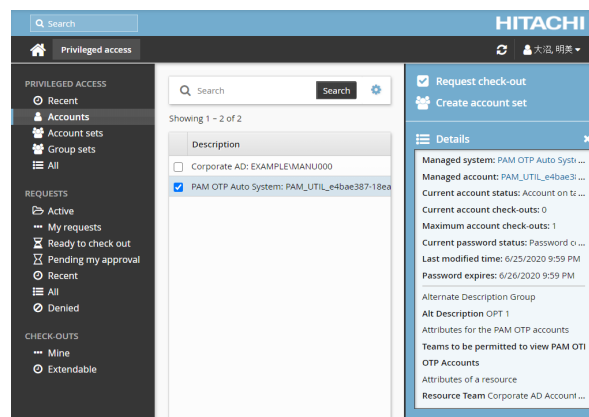 Search
HITACHI
Privileged access
大沼, 明美
PRIVILEGED ACCESS
Recent
Accounts
Account sets
Group sets
All
REQUESTS
Active
My requests
Ready to check out
Pending my approval
Recent
All
Denied
CHECK-OUTS
Mine
Extendable
Search
Search
Showing 1 – 2 of 2
Description
Corporate AD: EXAMPLE\MANU000
PAM OTP Auto System: PAM_UTIL_e4bae387-18ea
Request check-out
Create account set
Details
Managed system: PAM OTP Auto Syst...
Managed account: PAM_UTIL_e4bae3...
Current account status: Account on ta...
Current account check-outs: 0
Maximum account check-outs: 1
Current password status: Password c...
Last modified time: 6/25/2020 9:59 PM
Password expires: 6/26/2020 9:59 PM
Alternate Description Group
Alt Description OPT 1
Attributes for the PAM OTP accounts
Teams to be permitted to view PAM OTI
OTP Accounts
Attributes of a resource
Resource Team Corporate AD Account...